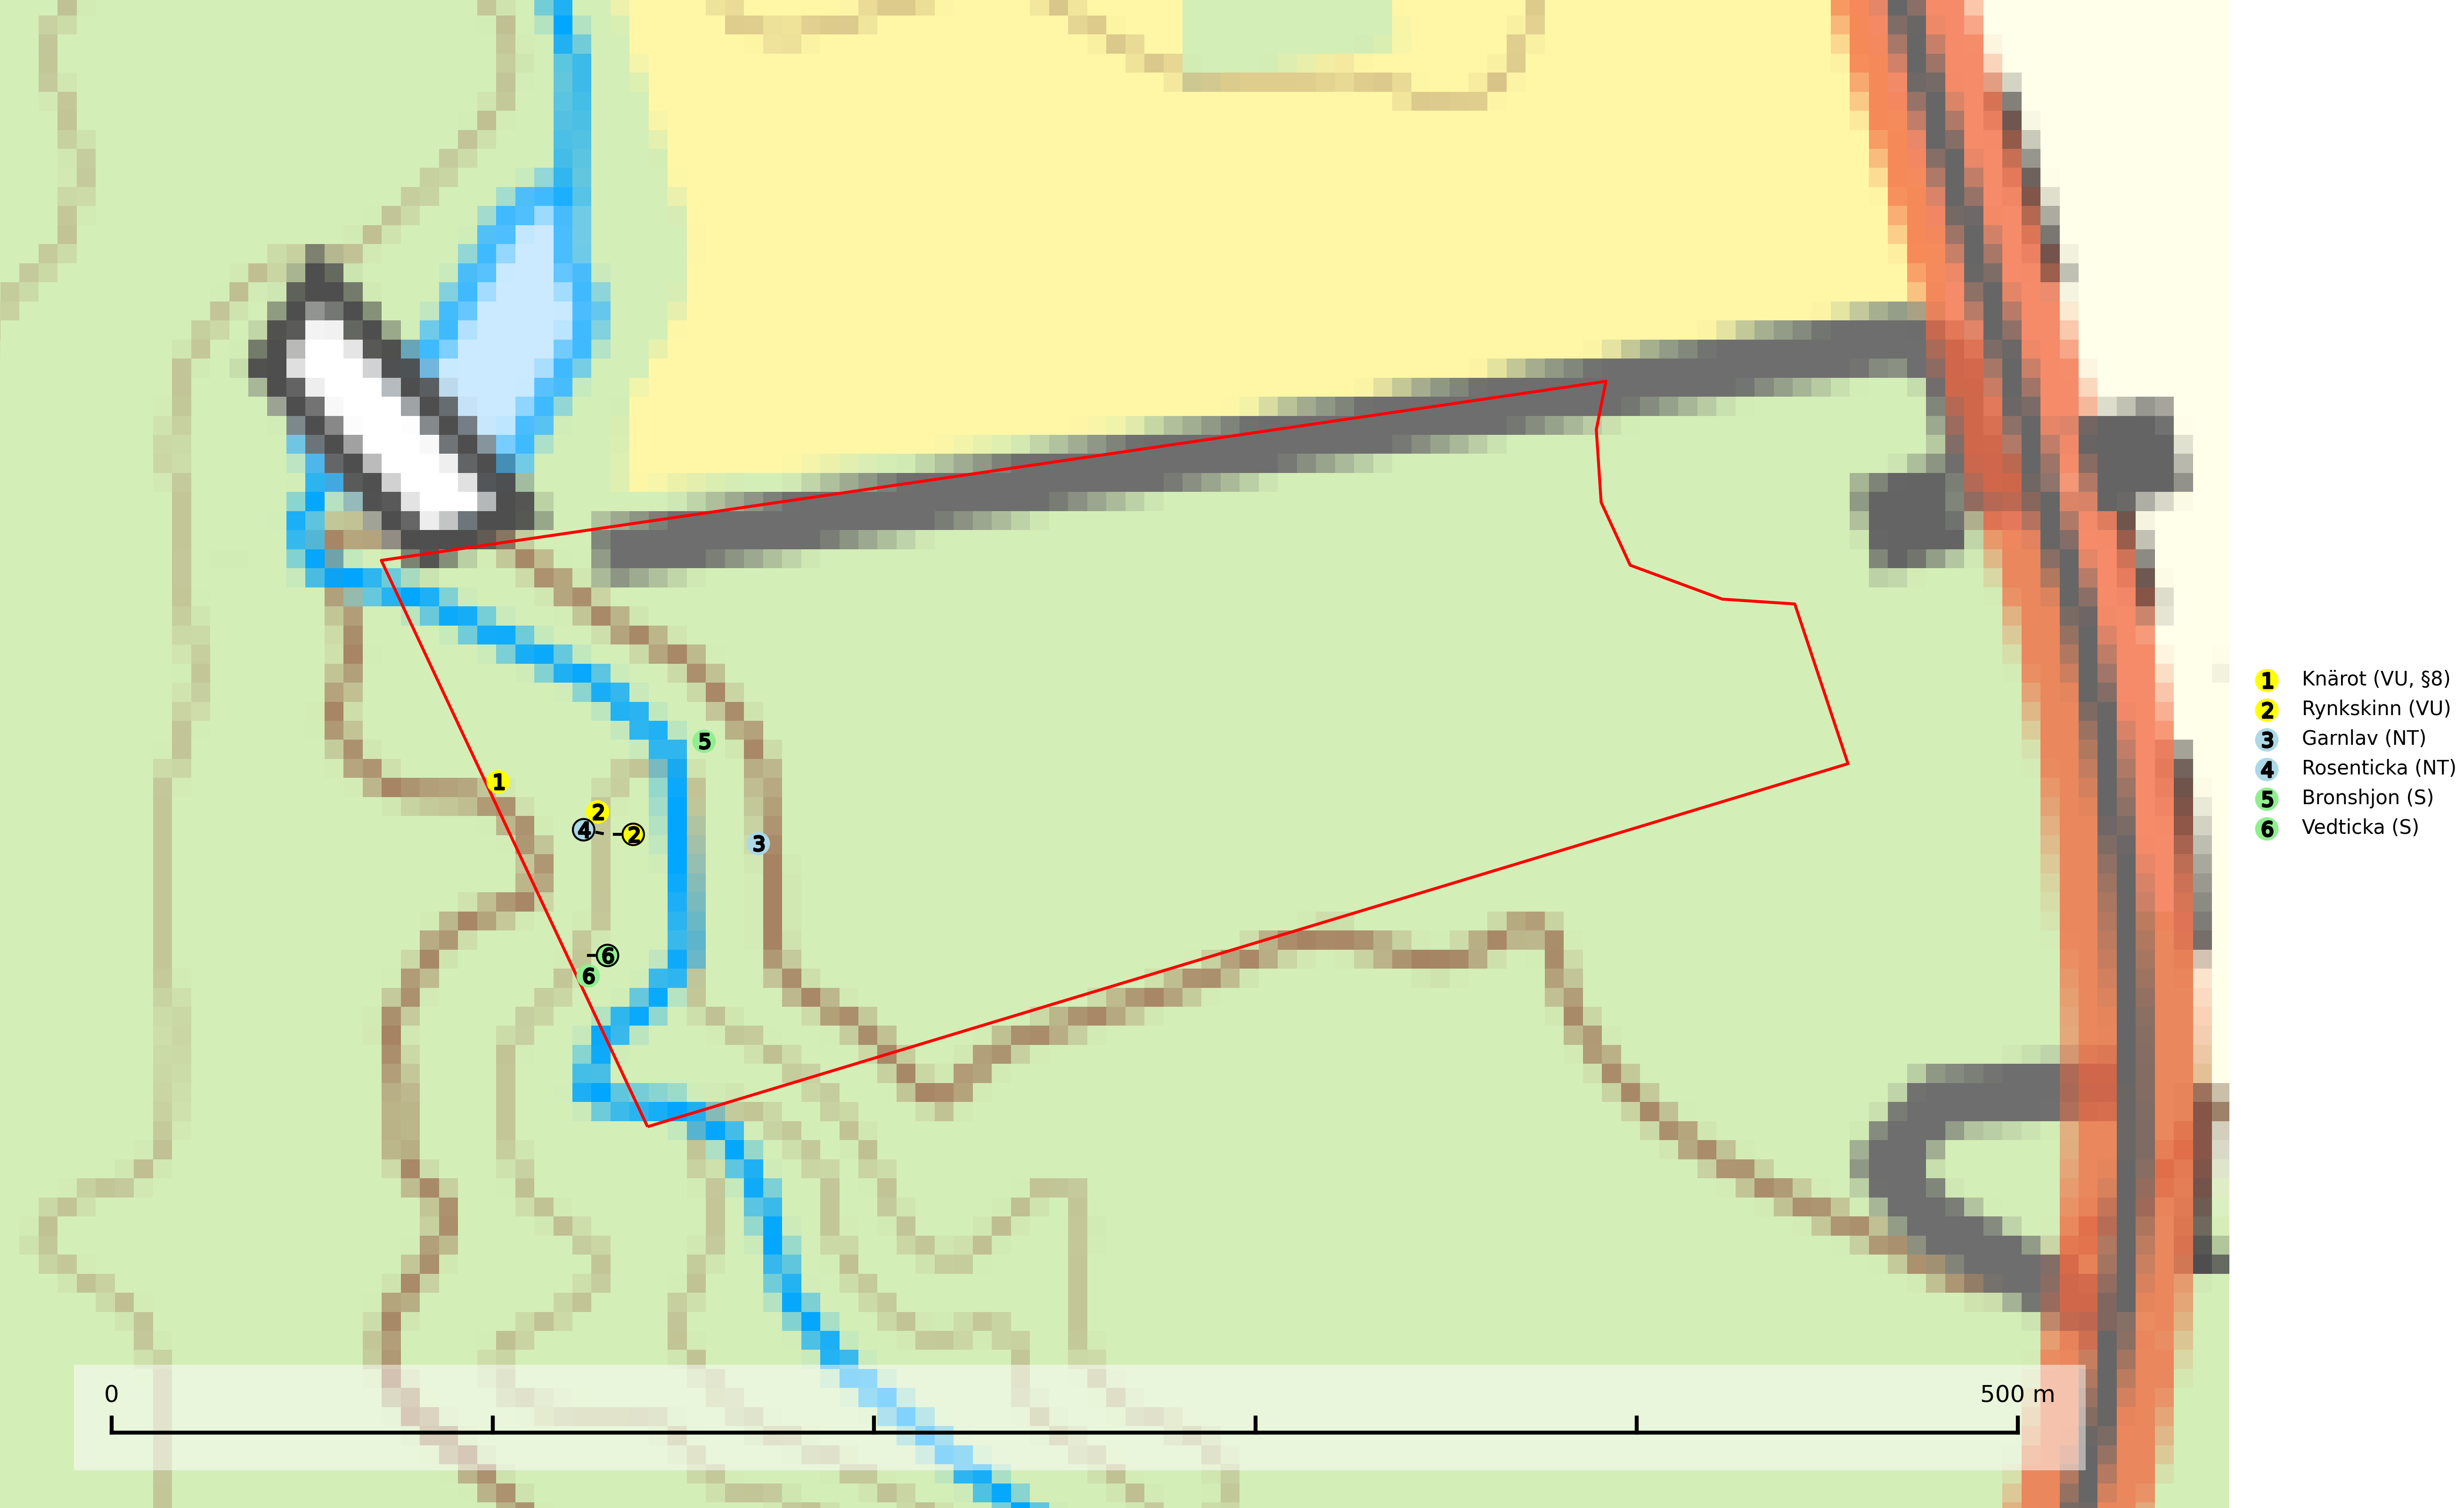 5
1
2
4 2
3
6
6
1 Knärot (VU, §8)
2 Rynkskinn (VU)
3 Garnlav (NT)
4 Rosenticka (NT)
5 Bronshjon (S)
6 Vedticka (S)
0 500 m